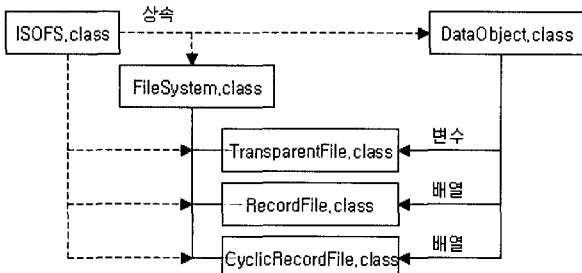 상속
ISOFS.class
DataObject.class
FileSystem.class
변수
TransparentFile.class
배열
RecordFile.class
배열
CyclicRecordFile.class